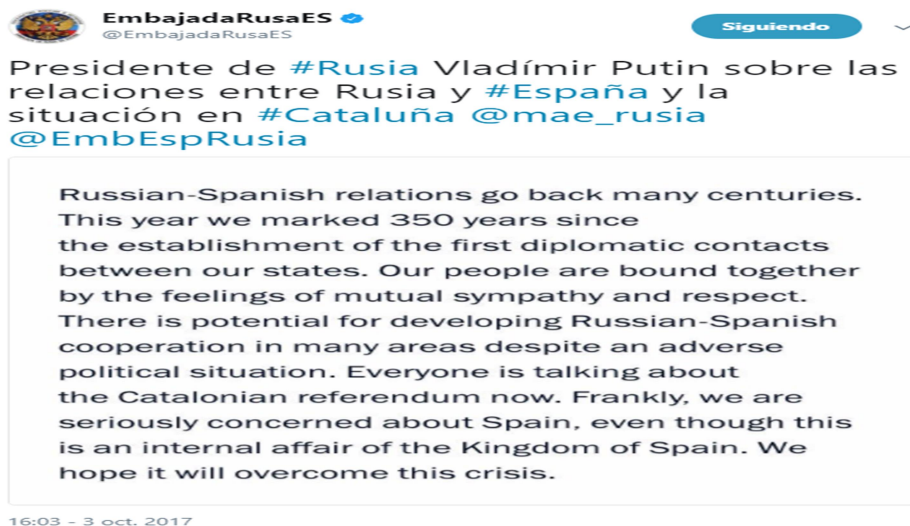 EmbajadaRusaES
@EmbajadaRusaES
Siguiendo
Presidente de #Rusia Vladímir Putin sobre las
relaciones entre Rusia y #España y la
situación en #Cataluña @mae_rusia
@EmbEspRusia
Russian-Spanish relations go back many centuries.
This year we marked 350 years since
the establishment of the first diplomatic contacts
between our states. Our people are bound together
by the feelings of mutual sympathy and respect.
There is potential for developing Russian-Spanish
cooperation in many areas despite an adverse
political situation. Everyone is talking about
the Catalonian referendum now. Frankly, we are
seriously concerned about Spain, even though this
is an internal affair of the Kingdom of Spain. We
hope it will overcome this crisis.
16:03 - 3 oct. 2017